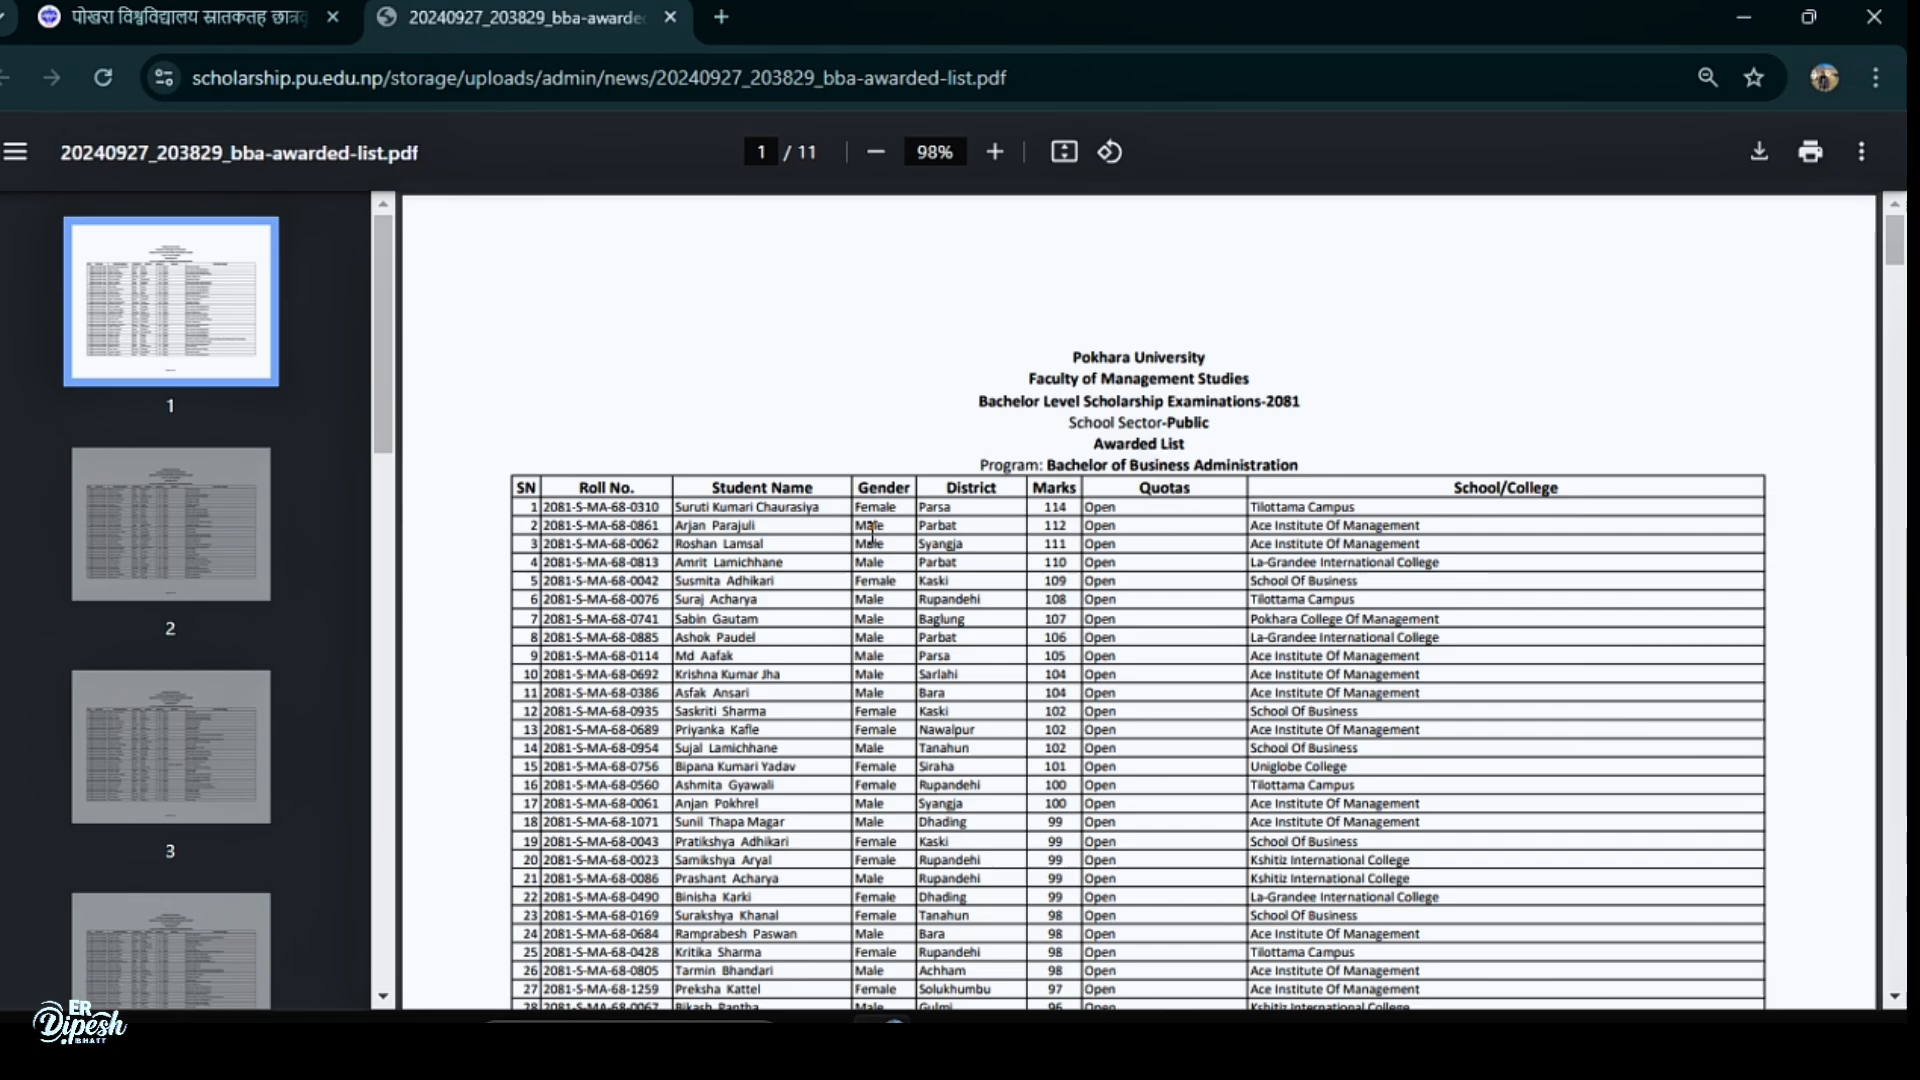 पोखरा विश्वविद्यालय स्नातकतह छात्रवृ
20240927_203829_bba-awarde
scholarship.pu.edu.np/storage/uploads/admin/news/20240927_203829_bba-awarded-list.pdf
20240927_203829_bba-awarded-list.pdf
1 / 11
98%
1
2
3
Pokhara University
Faculty of Management Studies
Bachelor Level Scholarship Examinations-2081
School Sector-Public
Awarded List
Program: Bachelor of Business Administration
SN Roll No. Student Name Gender District Marks Quotas School/College
1 2081-S-MA-68-0310 Suruti Kumari Chaurasiya Female Parsa 114 Open Tilottama Campus
2 2081-S-MA-68-0861 Arjan Parajuli Male Parbat 112 Open Ace Institute Of Management
3 2081-S-MA-68-0062 Roshan Lamsal Male Syangja 111 Open Ace Institute Of Management
4 2081-S-MA-68-0813 Amrit Lamichhane Male Parbat 110 Open La-Grandee International College
5 2081-S-MA-68-0042 Susmita Adhikari Female Kaski 109 Open School Of Business
6 2081-S-MA-68-0076 Suraj Acharya Male Rupandehi 108 Open Tilottama Campus
7 2081-S-MA-68-0741 Sabin Gautam Male Baglung 107 Open Pokhara College Of Management
8 2081-S-MA-68-0885 Ashok Paudel Male Parbat 106 Open La-Grandee International College
9 2081-S-MA-68-0114 Md Aafak Male Parsa 105 Open Ace Institute Of Management
10 2081-S-MA-68-0692 Krishna Kumar Jha Male Sarlahi 104 Open Ace Institute Of Management
11 2081-S-MA-68-0386 Asfak Ansari Male Bara 104 Open Ace Institute Of Management
12 2081-S-MA-68-0935 Saskriti Sharma Female Kaski 102 Open School Of Business
13 2081-S-MA-68-0689 Priyanka Kafle Female Nawalpur 102 Open Ace Institute Of Management
14 2081-S-MA-68-0954 Sujal Lamichhane Male Tanahun 102 Open School Of Business
15 2081-S-MA-68-0756 Bipana Kumari Yadav Female Siraha 101 Open Uniglobe College
16 2081-S-MA-68-0560 Ashmita Gyawali Female Rupandehi 100 Open Tilottama Campus
17 2081-S-MA-68-0061 Anjan Pokhrel Male Syangja 100 Open Ace Institute Of Management
18 2081-S-MA-68-1071 Sunil Thapa Magar Male Dhading 99 Open Ace Institute Of Management
19 2081-S-MA-68-0043 Pratikshya Adhikari Female Kaski 99 Open School Of Business
20 2081-S-MA-68-0023 Samikshya Aryal Female Rupandehi 99 Open Kshitiz International College
21 2081-S-MA-68-0086 Prashant Acharya Male Rupandehi 99 Open Kshitiz International College
22 2081-S-MA-68-0490 Binisha Karki Female Dhading 99 Open La-Grandee International College
23 2081-S-MA-68-0169 Surakshya Khanal Female Tanahun 98 Open School Of Business
24 2081-S-MA-68-0684 Ramprabesh Paswan Male Bara 98 Open Ace Institute Of Management
25 2081-S-MA-68-0428 Kritika Sharma Female Rupandehi 98 Open Tilottama Campus
26 2081-S-MA-68-0805 Tarmin Bhandari Male Achham 98 Open Ace Institute Of Management
27 2081-S-MA-68-1259 Preksha Kattel Female Solukhumbu 97 Open Ace Institute Of Management
28 2081-S-MA-68-0067 Bikash Pantha Male Gulmi 96 Open Kshitiz International College
ER
Dipesh
BHATT